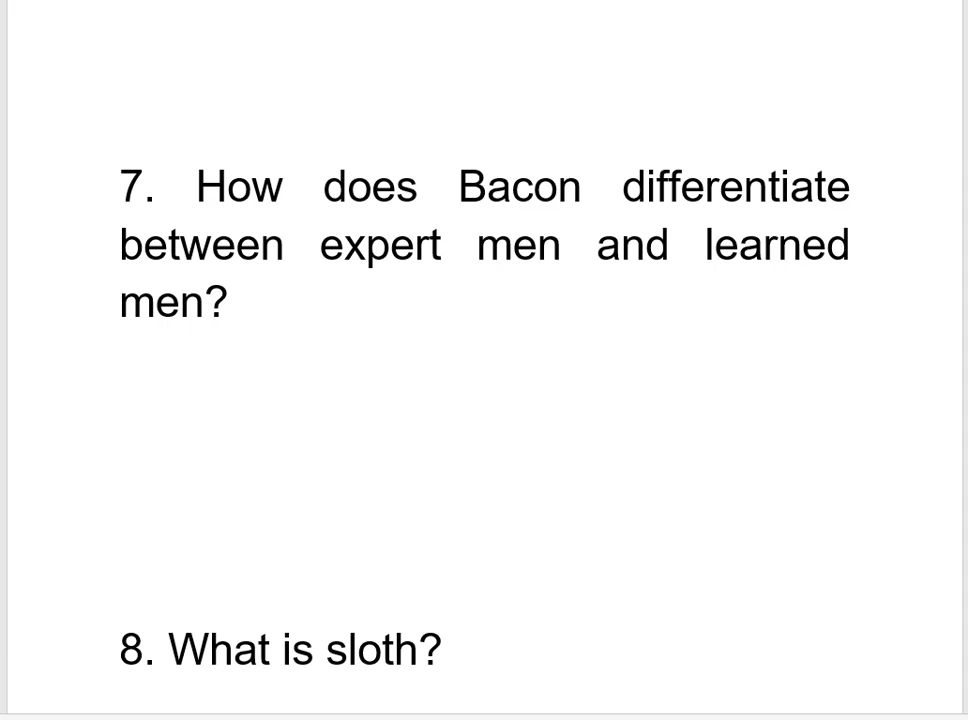 7. How does Bacon differentiate
between expert men and learned
men?
8. What is sloth?